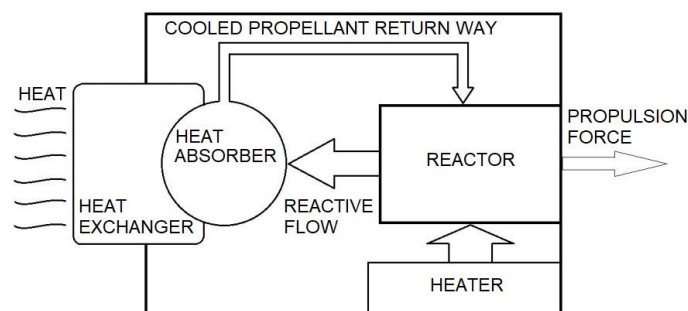 COOLED PROPELLANT RETURN WAY
HEAT
HEAT
ABSORBER
REACTOR
PROPULSION
FORCE
HEAT
EXCHANGER
REACTIVE
FLOW
HEATER